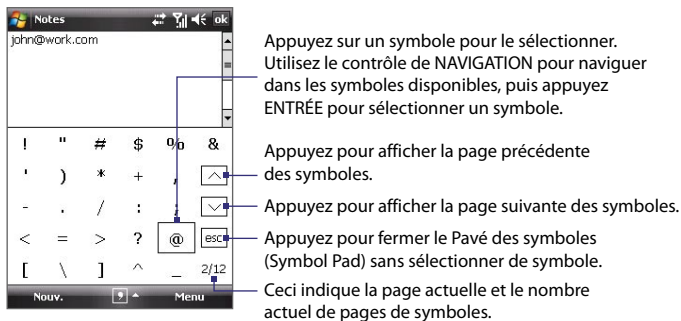 Notes ok
john@work.com
! " # $ % &
' ) * + ,
- . / : ;
< = > ? @ esc
[ \ ] ^ _ 2/12
Nouv. Menu
Appuyez sur un symbole pour le sélectionner.
Utilisez le contrôle de NAVIGATION pour naviguer
dans les symboles disponibles, puis appuyez
ENTRÉE pour sélectionner un symbole.
Appuyez pour afficher la page précédente
des symboles.
Appuyez pour afficher la page suivante des symboles.
Appuyez pour fermer le Pavé des symboles
(Symbol Pad) sans sélectionner de symbole.
Ceci indique la page actuelle et le nombre
actuel de pages de symboles.